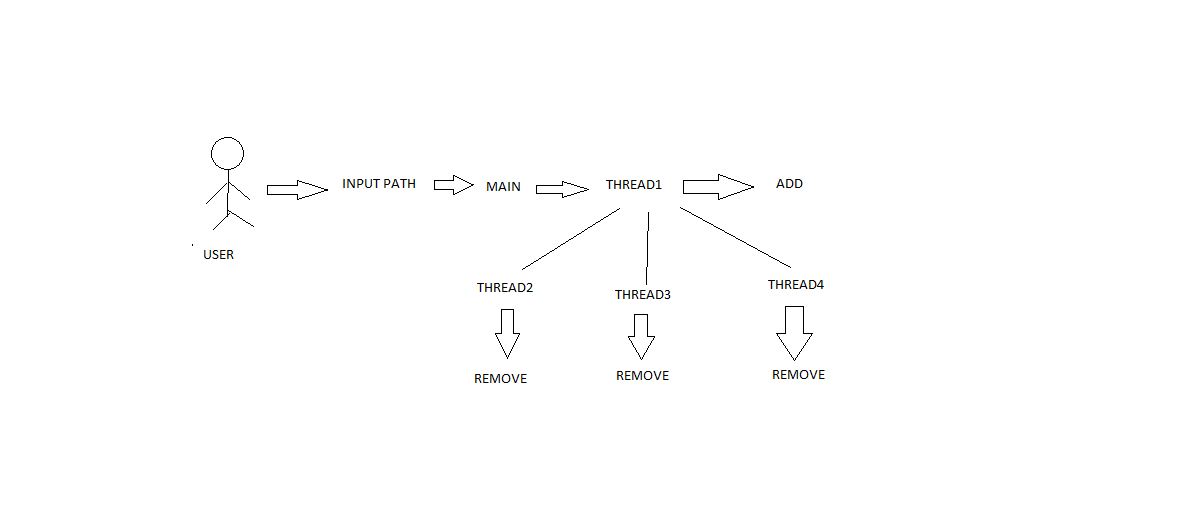 USER
INPUT PATH
MAIN
THREAD1
ADD
THREAD2
THREAD3
THREAD4
REMOVE
REMOVE
REMOVE